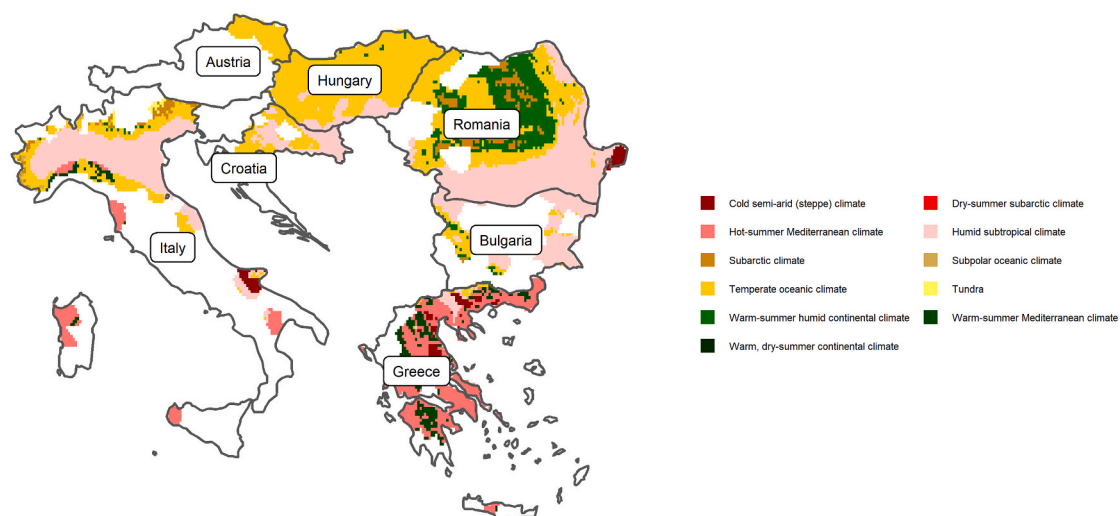 Austria
Hungary
Romania
Croatia
Italy
Bulgaria
Greece
Cold semi-arid (steppe) climate
Hot-summer Mediterranean climate
Subarctic climate
Temperate oceanic climate
Warm-summer humid continental climate
Warm, dry-summer continental climate
Dry-summer subarctic climate
Humid subtropical climate
Subpolar oceanic climate
Tundra
Warm-summer Mediterranean climate